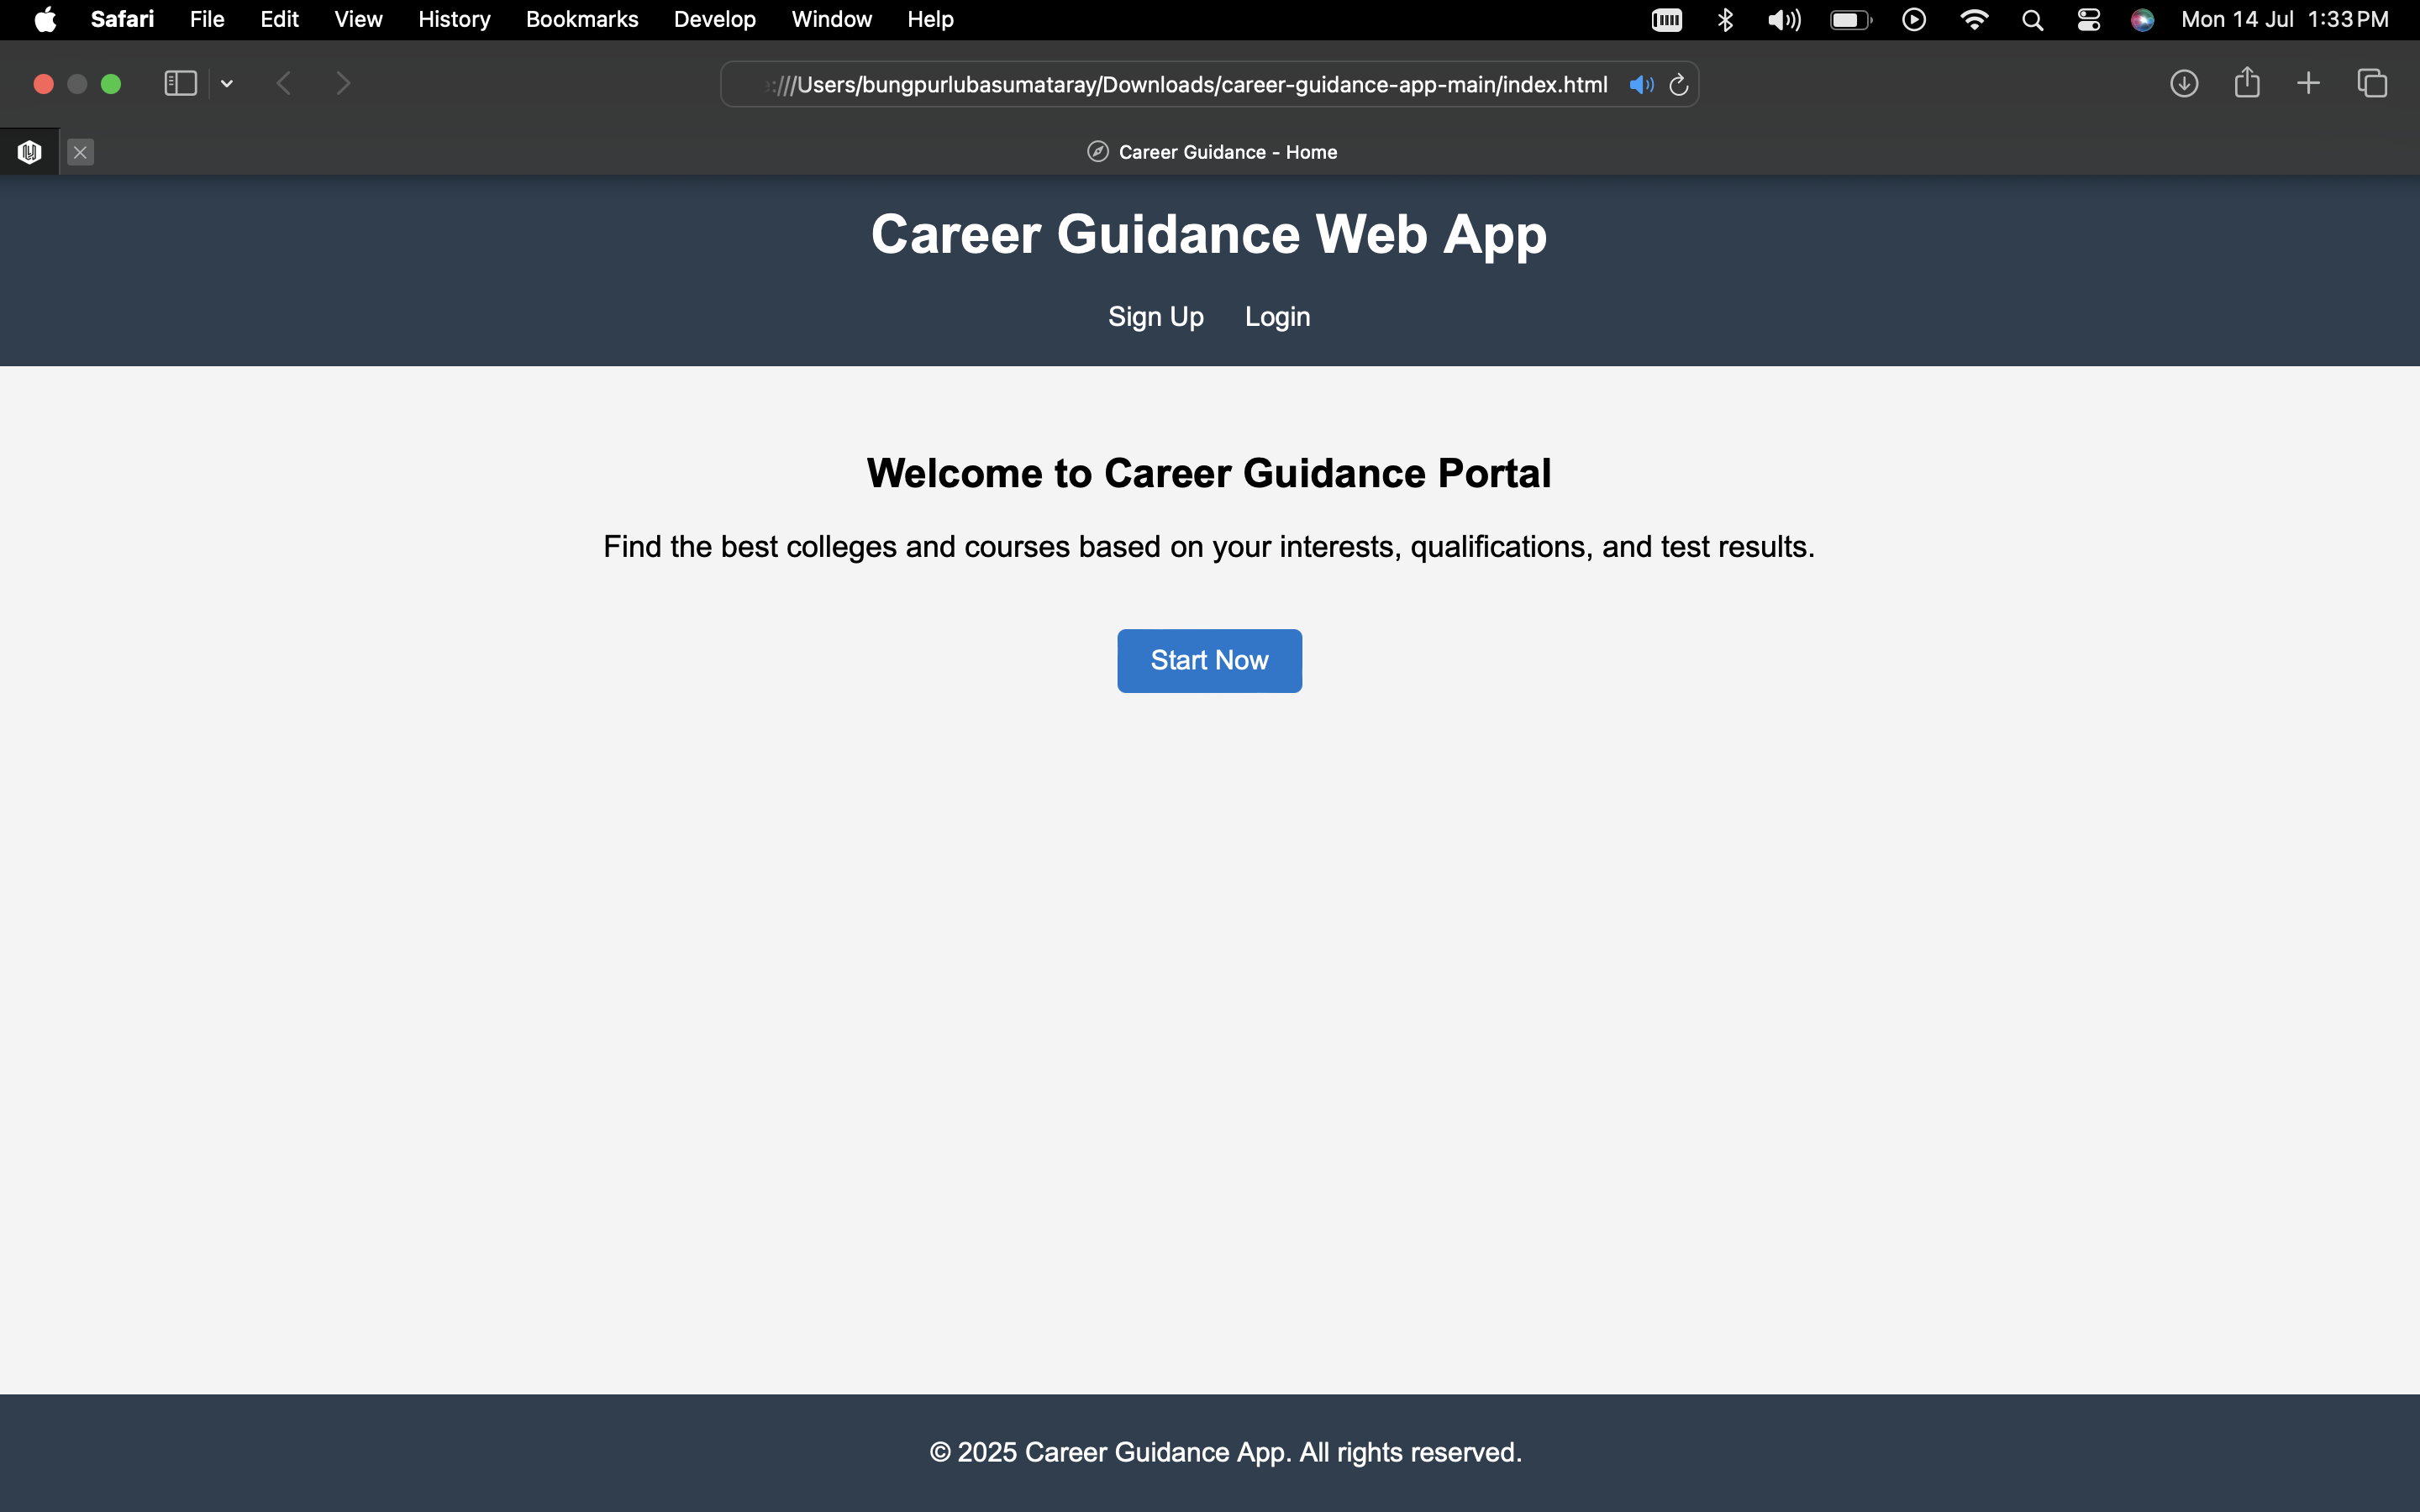 Safari File Edit View History Bookmarks Develop Window Help Mon 14 Jul 1:33 PM
:///Users/bungpurlubasumataray/Downloads/career-guidance-app-main/index.html
Career Guidance - Home
Career Guidance Web App
Sign Up Login
Welcome to Career Guidance Portal
Find the best colleges and courses based on your interests, qualifications, and test results.
Start Now
© 2025 Career Guidance App. All rights reserved.